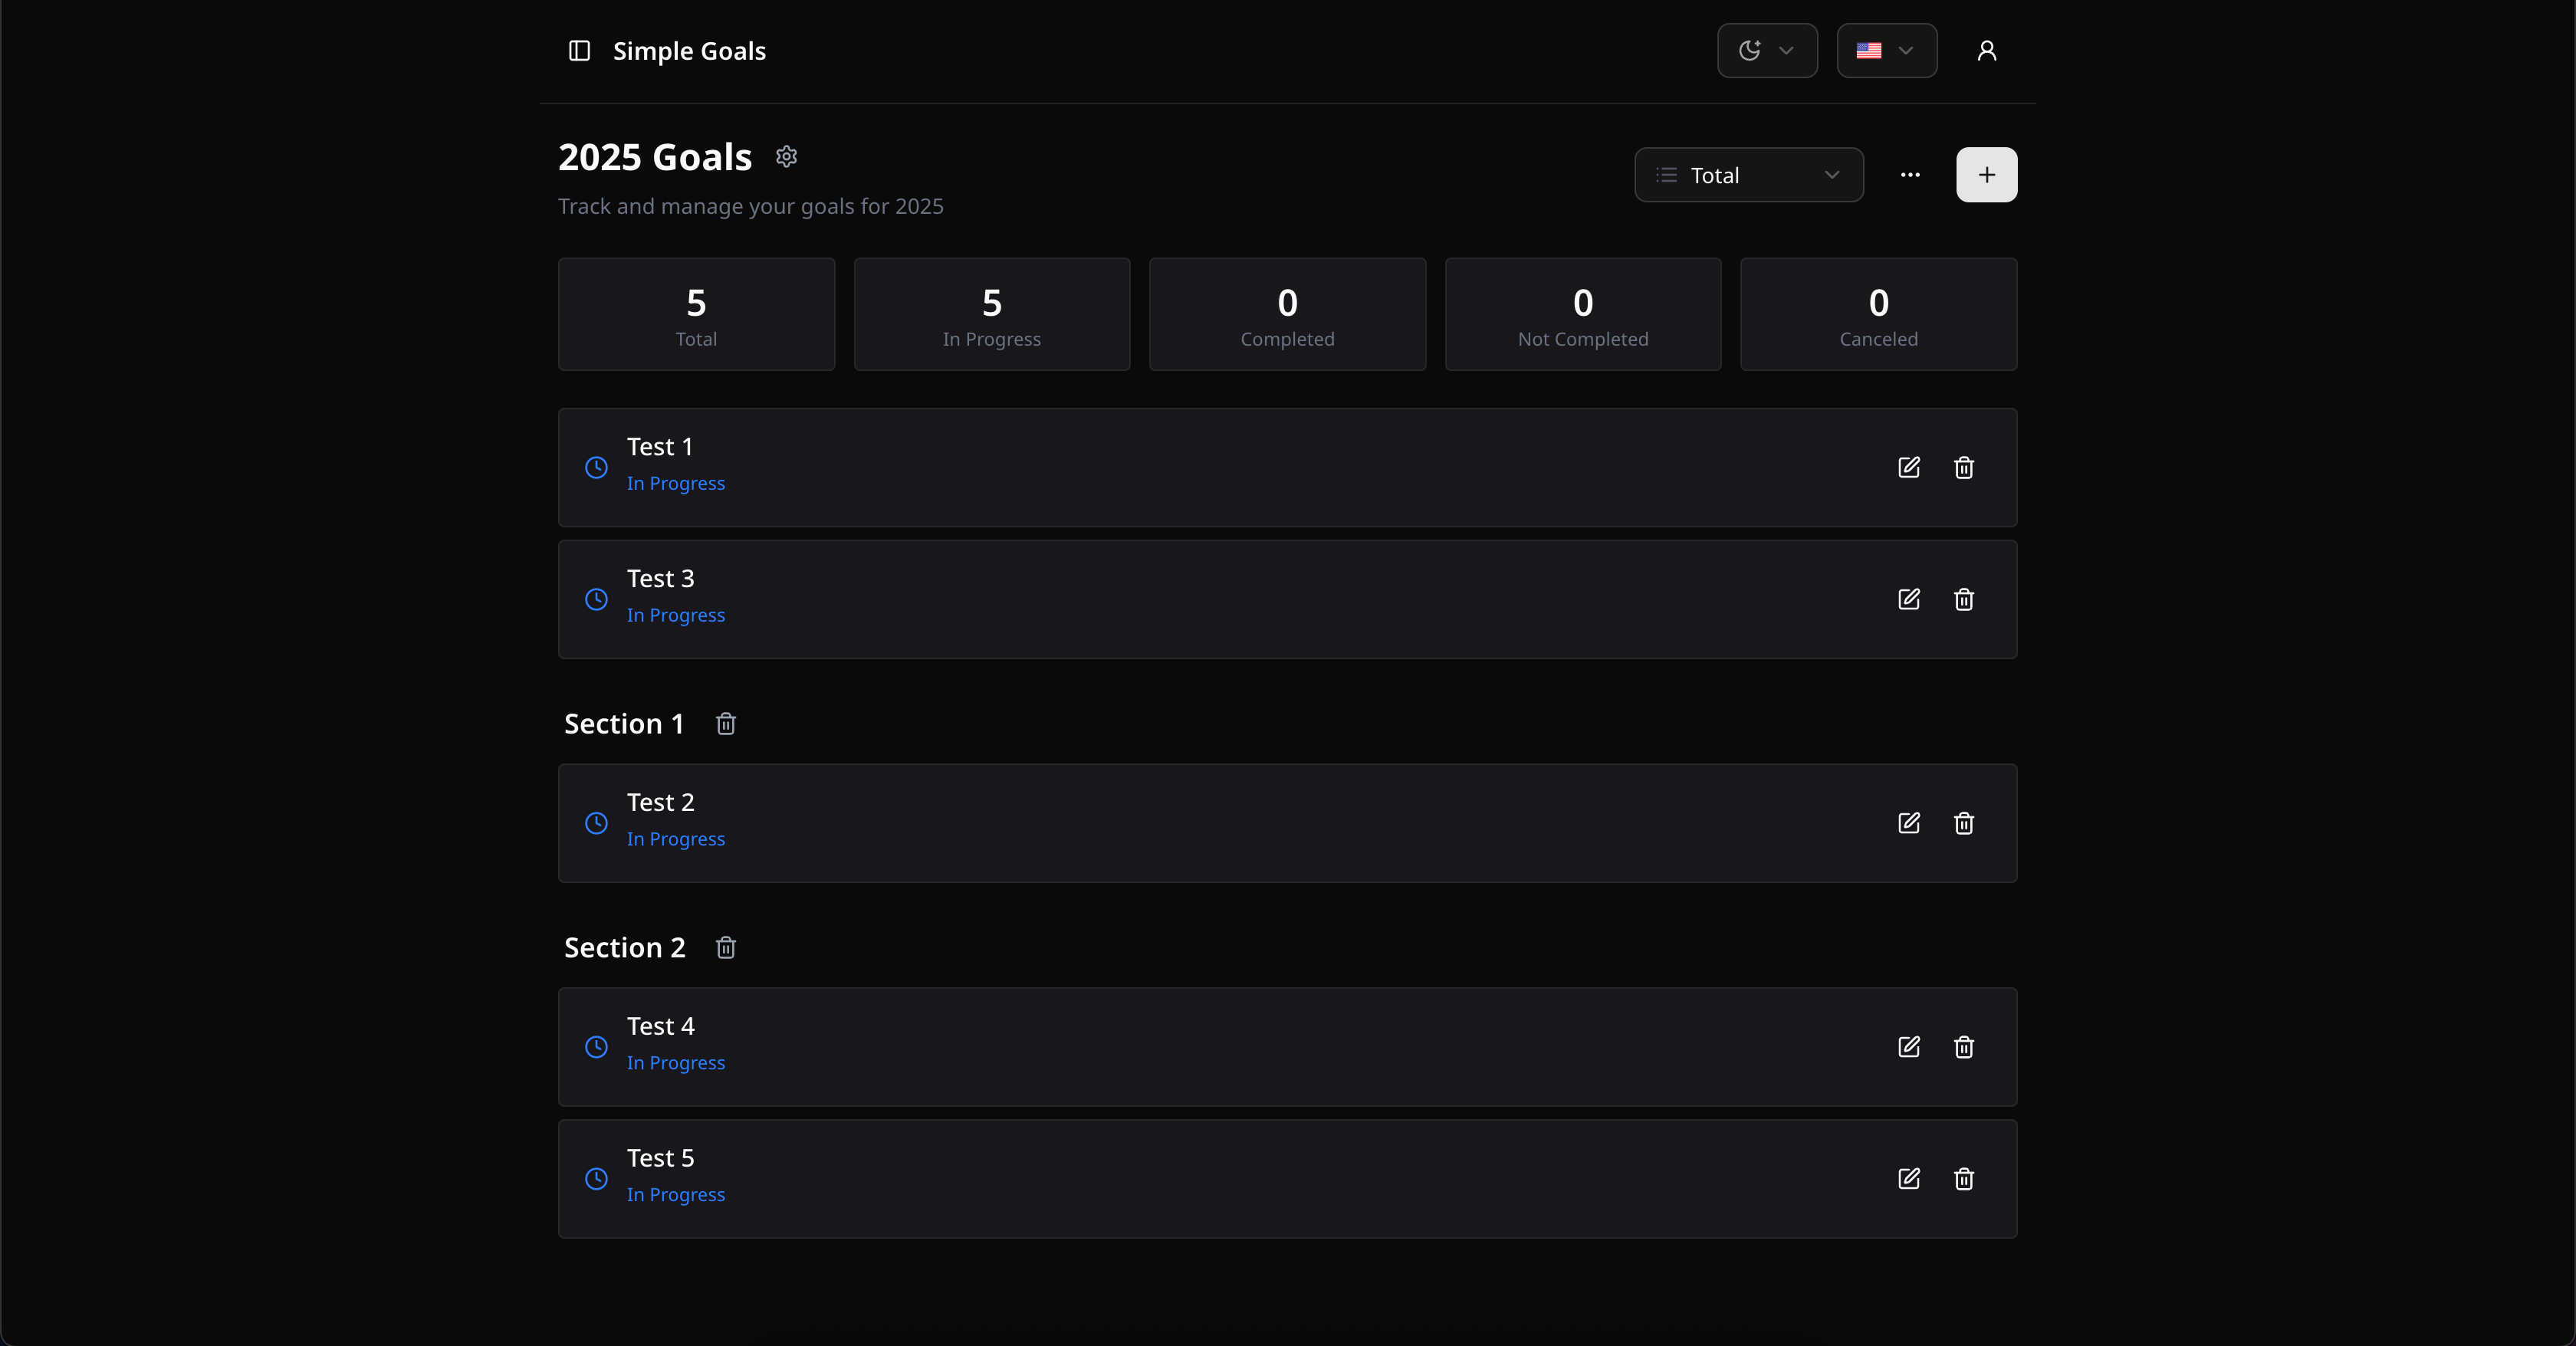 Simple Goals
2025 Goals
Track and manage your goals for 2025
Total
5
Total
5
In Progress
0
Completed
0
Not Completed
0
Canceled
Test 1
In Progress
Test 3
In Progress
Section 1
Test 2
In Progress
Section 2
Test 4
In Progress
Test 5
In Progress